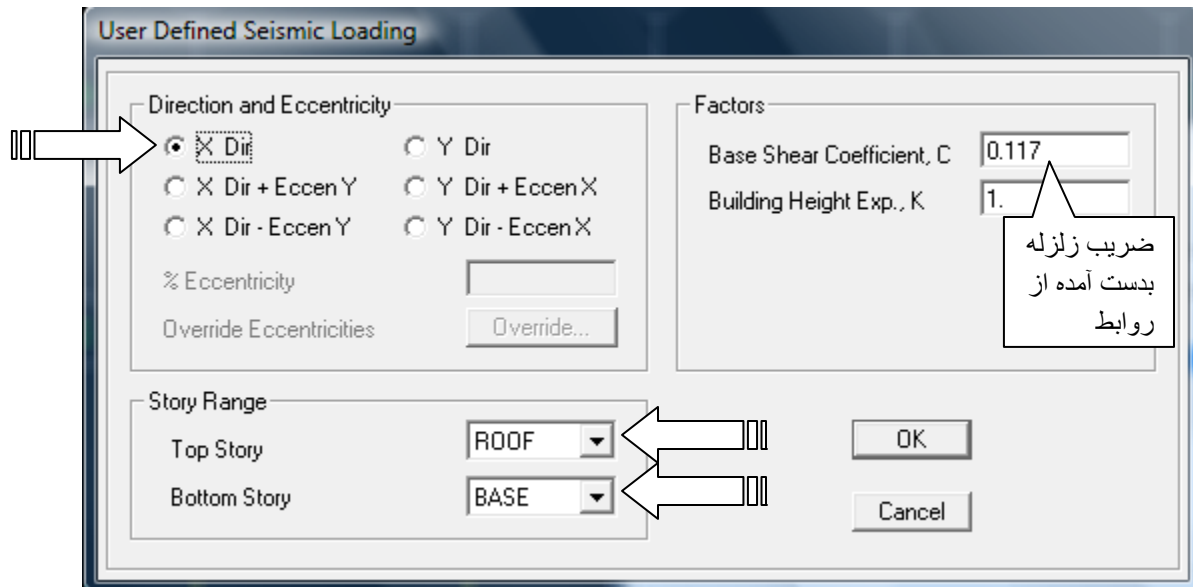 User Defined Seismic Loading
Direction and Eccentricity
X Dir
Y Dir
X Dir + Eccen Y
Y Dir + Eccen X
X Dir - Eccen Y
Y Dir - Eccen X
% Eccentricity
Override Eccentricities
Override...
Factors
Base Shear Coefficient, C
0.117
Building Height Exp., K
1.
ضریب زلزله
بدست آمده از
روابط
Story Range
Top Story
ROOF
Bottom Story
BASE
OK
Cancel